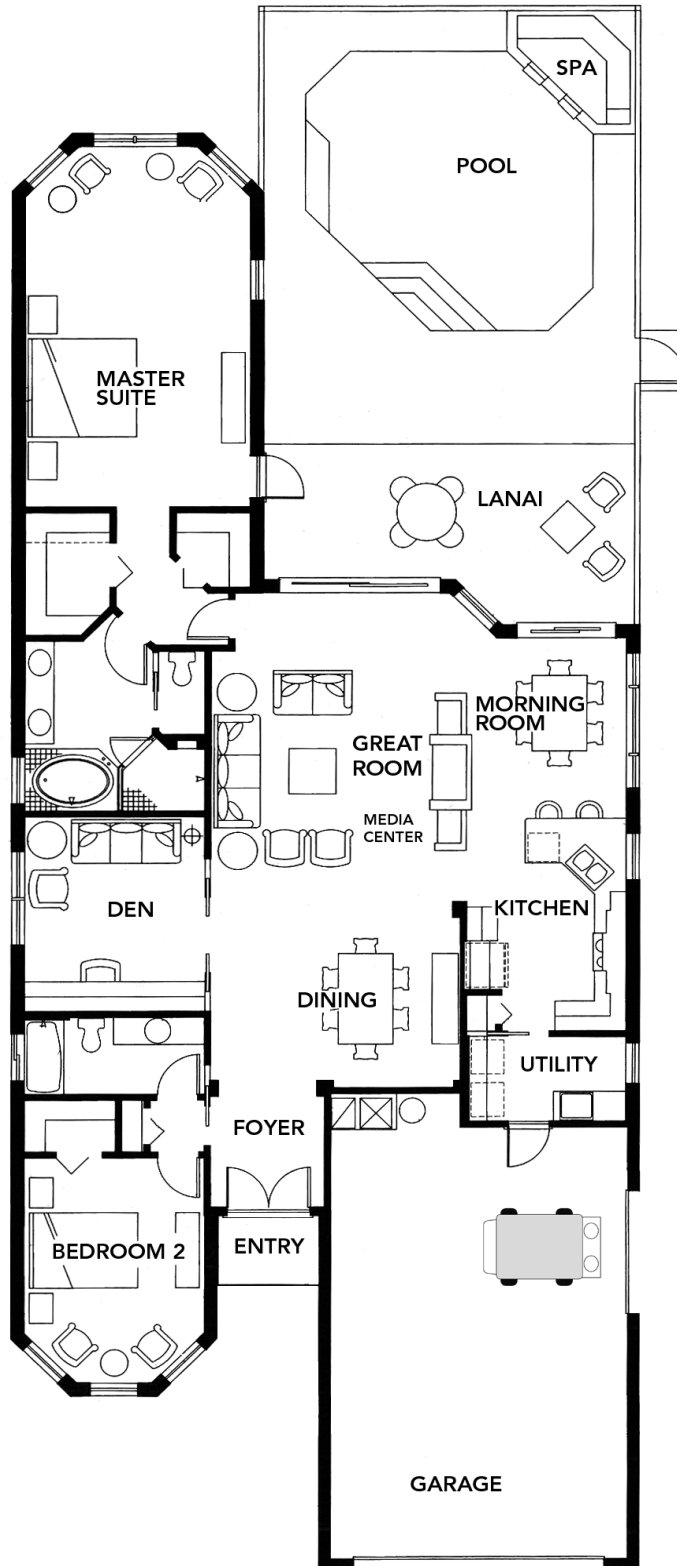 SPA
POOL
MASTER
SUITE
LANAI
MORNING
ROOM
GREAT
ROOM
MEDIA
CENTER
DEN
KITCHEN
DINING
UTILITY
FOYER
ENTRY
BEDROOM 2
GARAGE